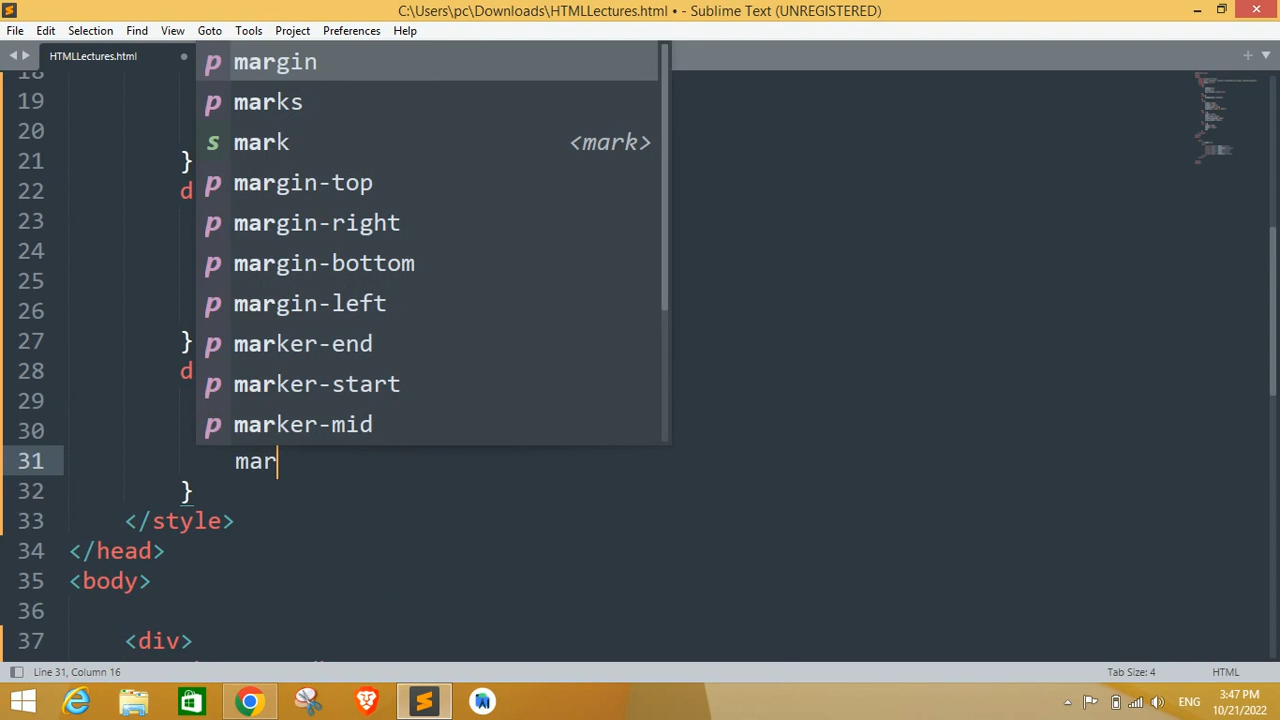 C:\Users\pc\Downloads\HTMLLectures.html • - Sublime Text (UNREGISTERED)
File Edit Selection Find View Goto Tools Project Preferences Help
HTMLLectures.html
margin
marks
mark <mark>
margin-top
margin-right
margin-bottom
margin-left
marker-end
marker-start
marker-mid
18
19
20
21 }
22 d
23
24
25
26
27 }
28 d
29
30
31 mar
32 }
33 </style>
34 </head>
35 <body>
36
37 <div>
Line 31, Column 16 Tab Size: 4 HTML
ENG 3:47 PM
10/21/2022